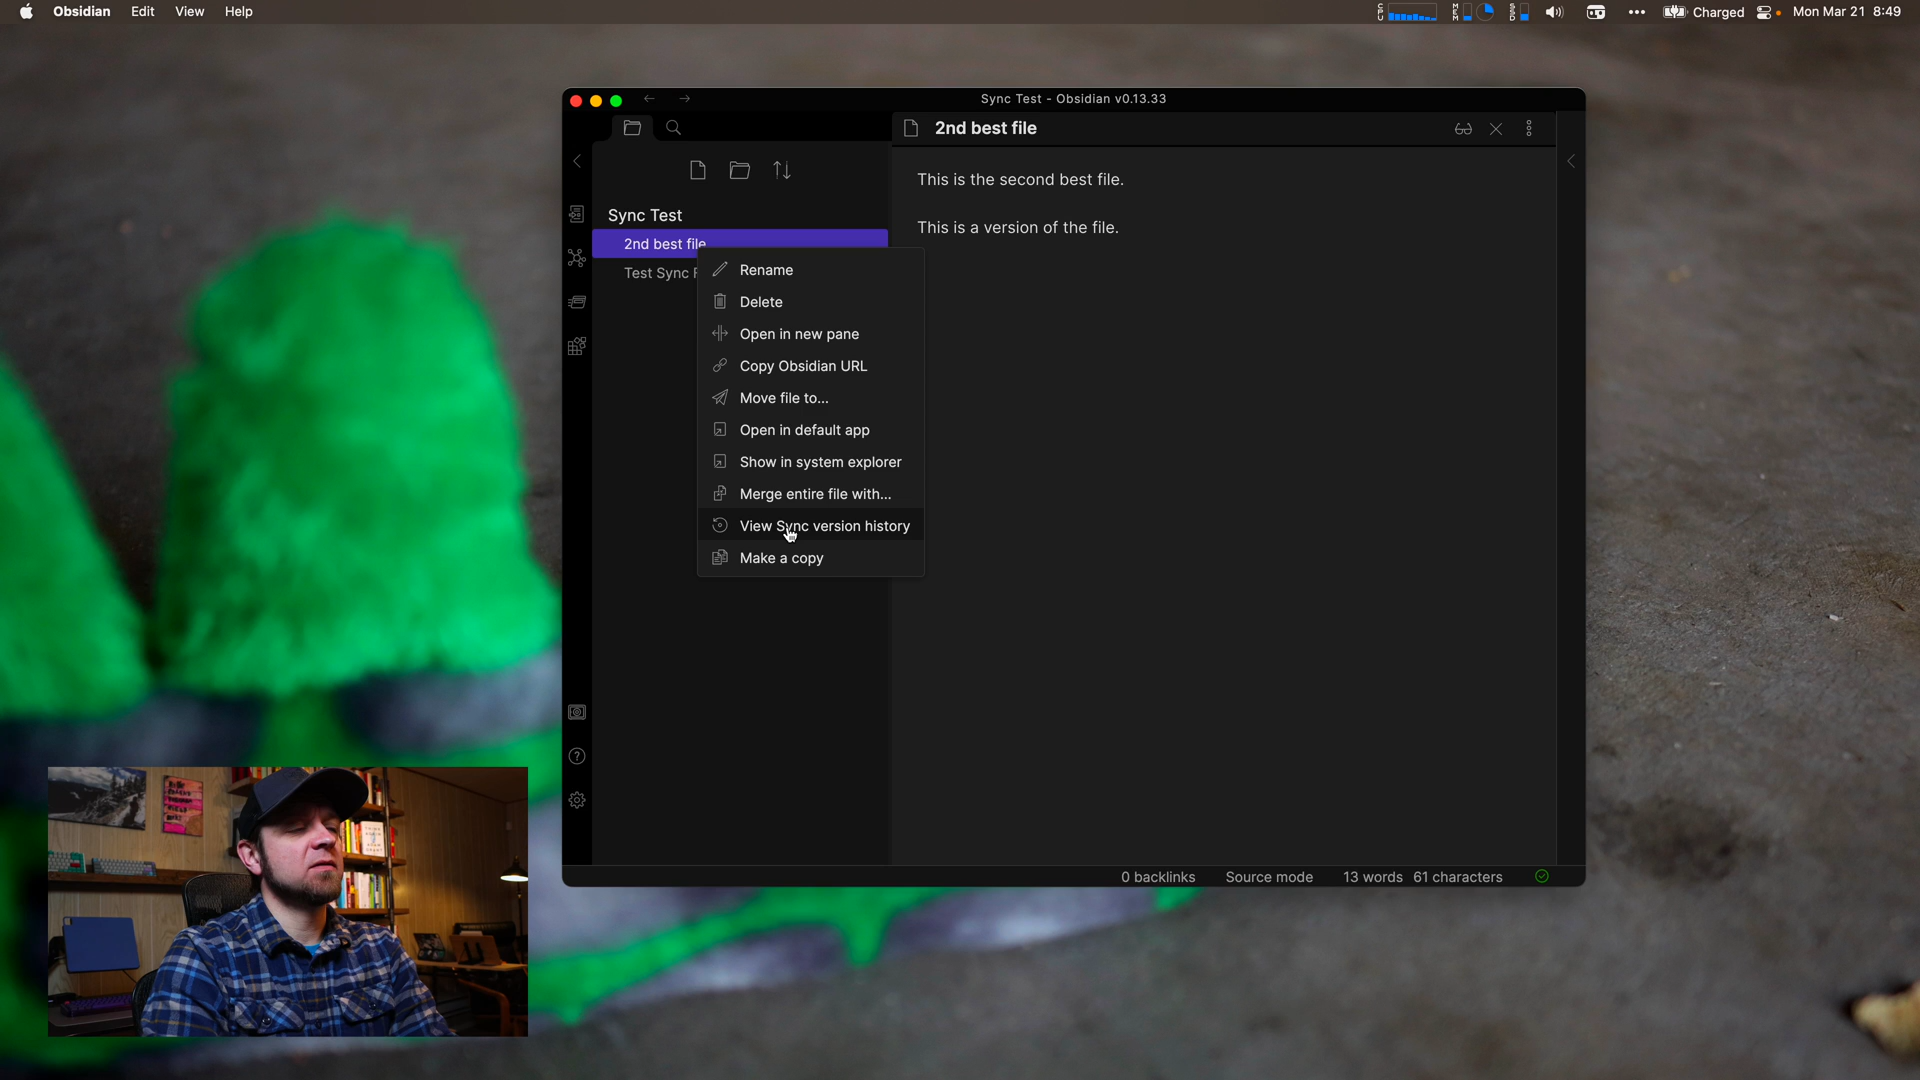 Obsidian Edit View Help
CPU MEM SSD Charged Mon Mar 21 8:49
Sync Test - Obsidian v0.13.33
2nd best file
This is the second best file.
This is a version of the file.
Sync Test
2nd best file
Test Sync
Rename
Delete
Open in new pane
Copy Obsidian URL
Move file to...
Open in default app
Show in system explorer
Merge entire file with...
View Sync version history
Make a copy
0 backlinks Source mode 13 words 61 characters